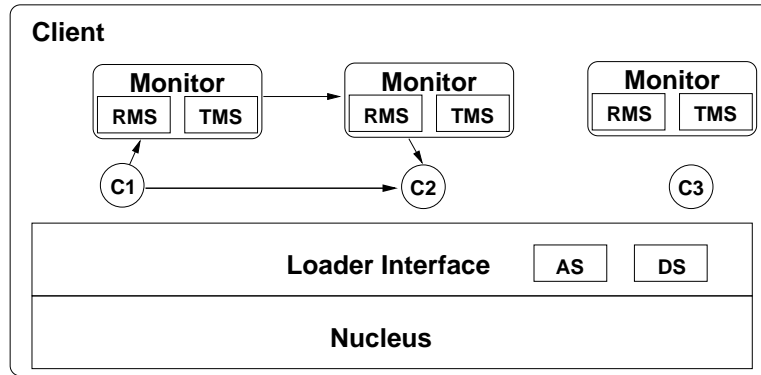 Client
Monitor
RMS TMS
Monitor
RMS TMS
Monitor
RMS TMS
C1
C2
C3
Loader Interface
AS
DS
Nucleus